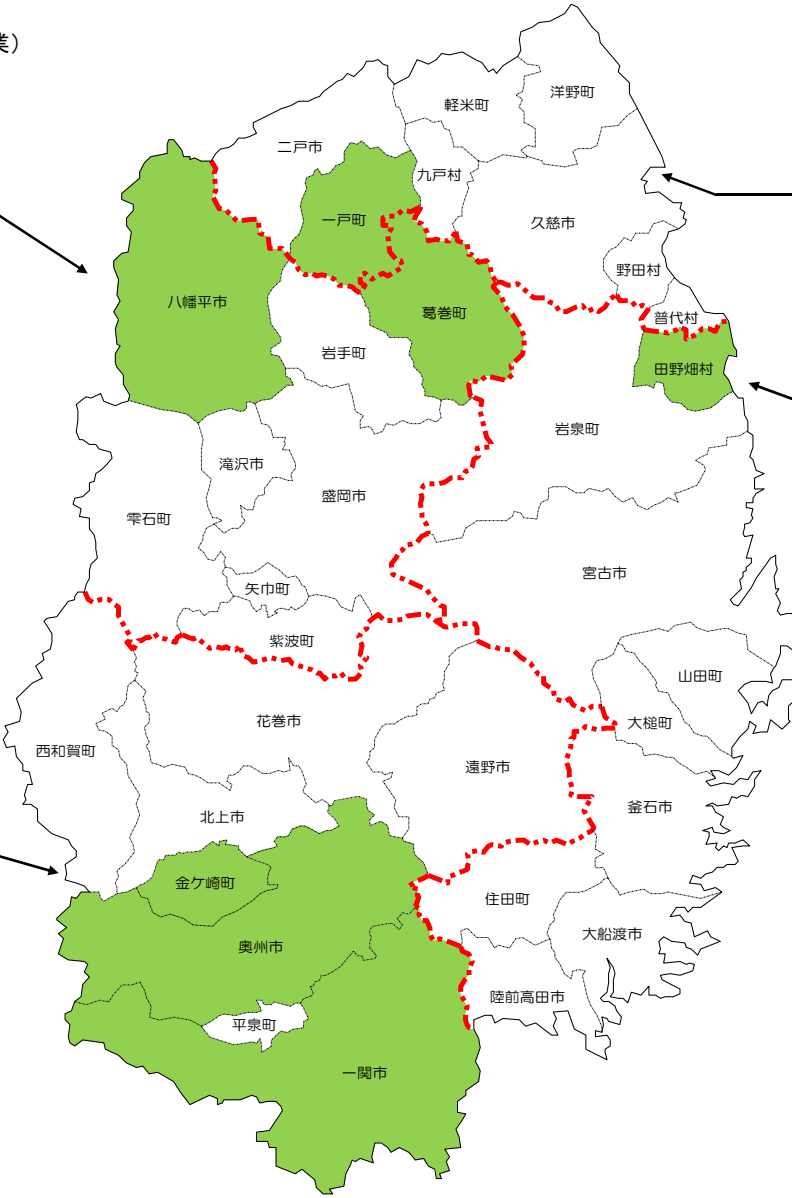 業）
洋野町
軽米町
二戸市
九戸村
一戸町
久慈市
野田村
八幡平市
葛巻町
普代村
岩手町
田野畑村
岩泉町
滝沢市
盛岡市
雫石町
宮古市
矢巾町
紫波町
山田町
花巻市
大槌町
西和賀町
遠野市
釜石市
北上市
金ケ崎町
住田町
大船渡市
奥州市
陸前高田市
平泉町
一関市